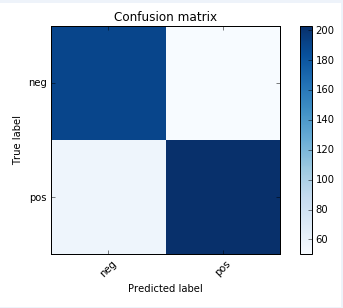 Confusion matrix
True label
neg
pos
neg
pos
Predicted label
200
180
160
140
120
100
80
60